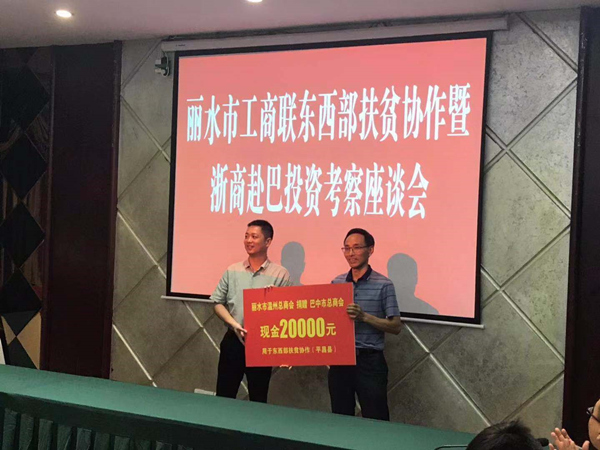 丽水市工商联东西部扶贫协作暨
浙商赴巴投资考察座谈会
丽水市温州总商会 捐赠 巴中市总商会
现金20000元
用于东西部扶贫协作（平昌县）